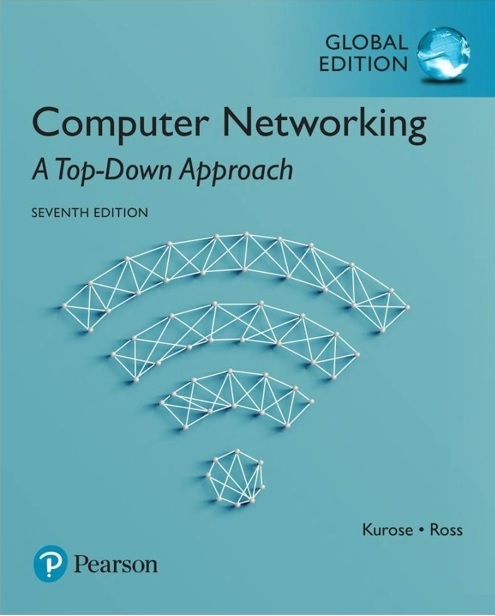 GLOBAL
EDITION
Computer Networking
A Top-Down Approach
SEVENTH EDITION
Kurose • Ross
P Pearson